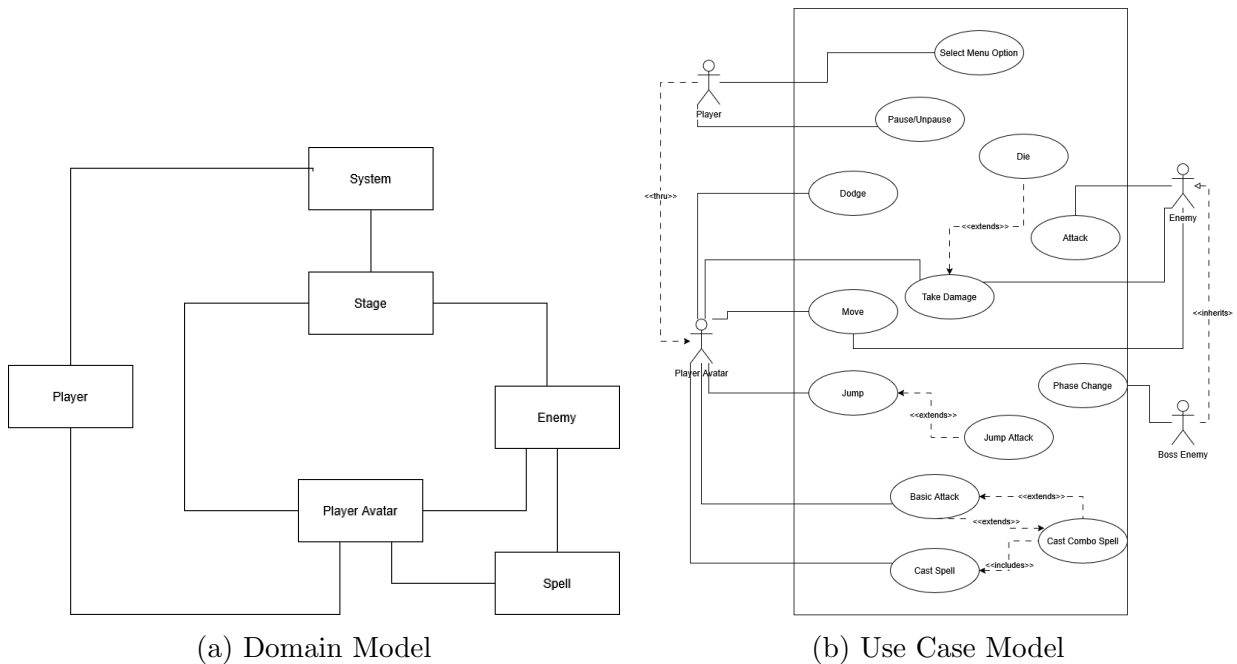 System
Stage
Player
Enemy
Player Avatar
Spell
(a) Domain Model
Select Menu Option
Player
Pause/Unpause
Die
<<thru>>
Dodge
Enemy
<<extends>>
Attack
Take Damage
Move
<<inherits>
Player Avatar
Phase Change
Jump
<<extends>>
Jump Attack
Boss Enemy
Basic Attack
<<extends>>
<<extends>>
Cast Combo Spell
Cast Spell
<<includes>>
(b) Use Case Model